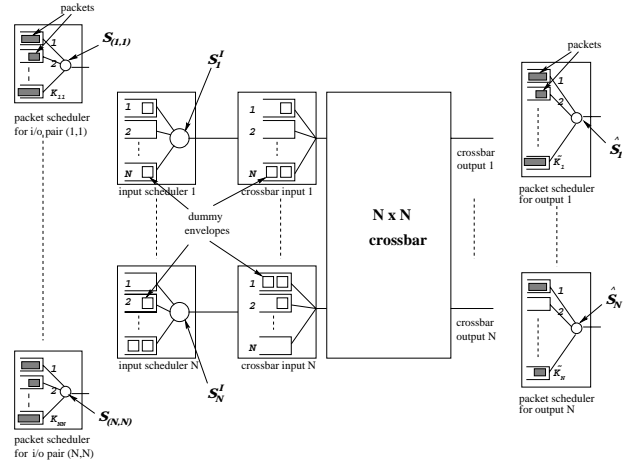 packets
S(1,1)
1
2
K11
packet scheduler
for i/o pair (1,1)
S1I
1
2
N
input scheduler 1
1
2
N
crossbar input 1
dummy
envelopes
N x N
crossbar
crossbar
output 1
packets
1
2
K̂1
Ŝ1
packet scheduler
for output 1
1
2
input scheduler N
SNI
1
2
N
crossbar input N
crossbar
output N
1
2
K̂N
ŜN
packet scheduler
for output N
1
2
KNN
S(N,N)
packet scheduler
for i/o pair (N,N)